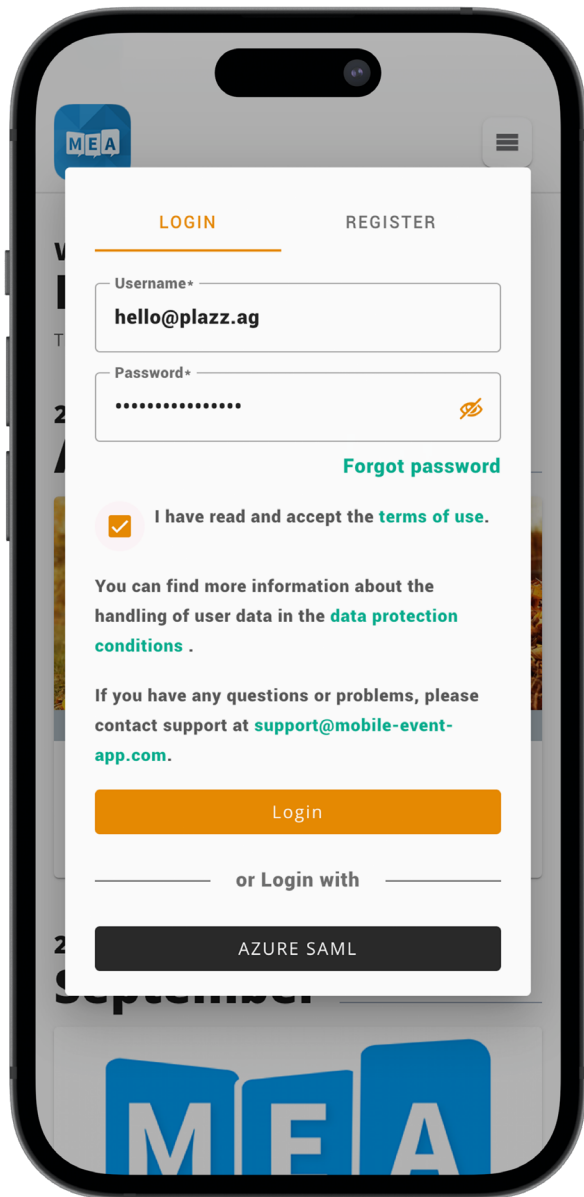 MEA
LOGIN
REGISTER
Username*
hello@plazz.ag
Password*
••••••••••••••••
Forgot password
I have read and accept the terms of use.
You can find more information about the
handling of user data in the data protection
conditions .
If you have any questions or problems, please
contact support at support@mobile-event-
app.com.
Login
or Login with
AZURE SAML
September
MEA